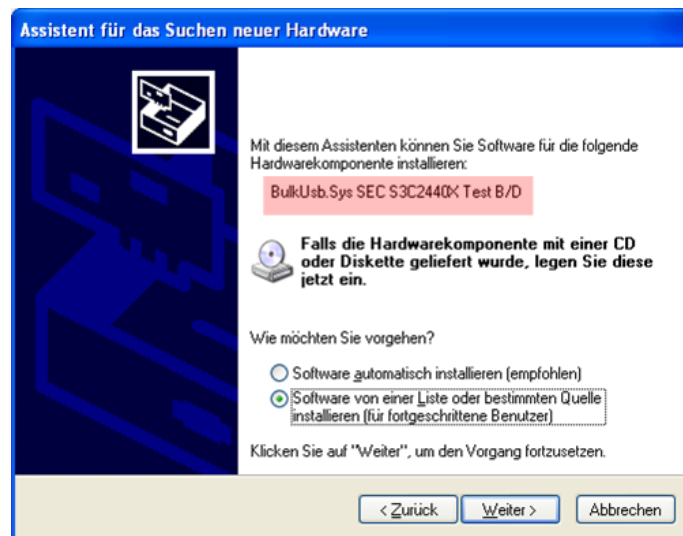 Assistent für das Suchen neuer Hardware
Mit diesem Assistenten können Sie Software für die folgende
Hardwarekomponente installieren:
BulkUsb.Sys SEC S3C2440X Test B/D
Falls die Hardwarekomponente mit einer CD
oder Diskette geliefert wurde, legen Sie diese
jetzt ein.
Wie möchten Sie vorgehen?
Software automatisch installieren (empfohlen)
Software von einer Liste oder bestimmten Quelle
installieren (für fortgeschrittene Benutzer)
Klicken Sie auf "Weiter", um den Vorgang fortzusetzen.
< Zurück Weiter > Abbrechen